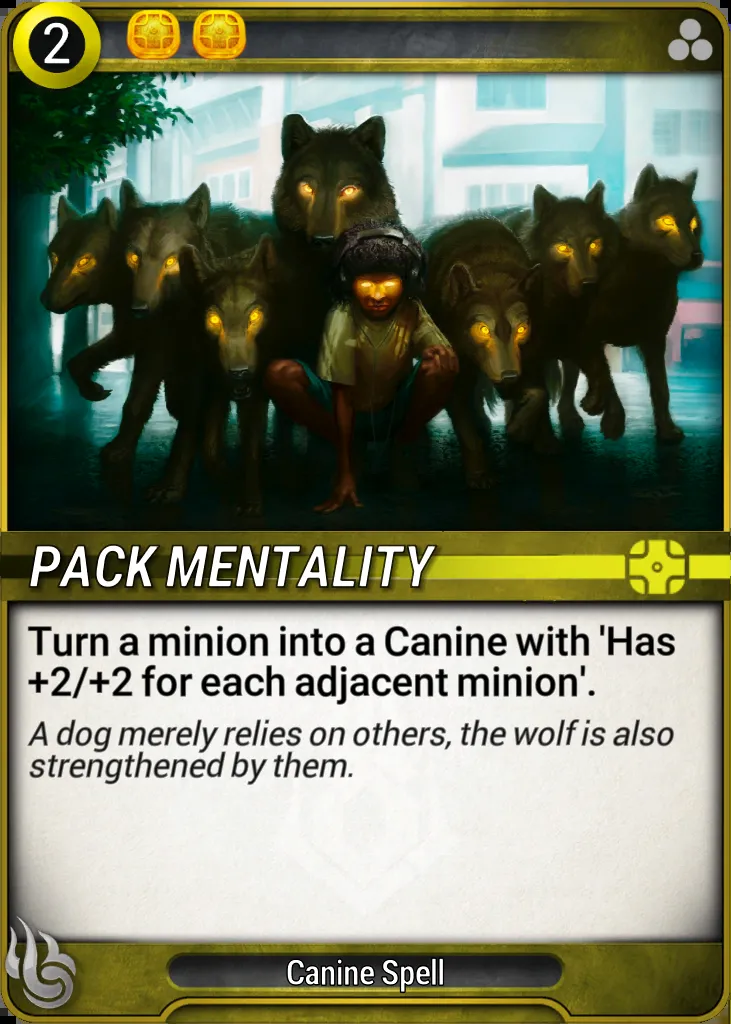 2
PACK MENTALITY
Turn a minion into a Canine with 'Has
+2/+2 for each adjacent minion'.
A dog merely relies on others, the wolf is also
strengthened by them.
Canine Spell